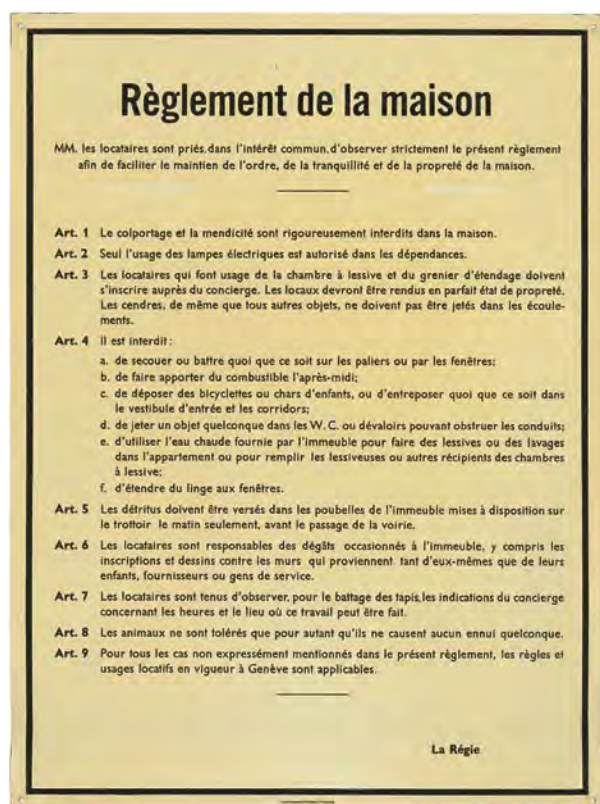 Règlement de la maison
MM. les locataires sont priés, dans l'intérêt commun, d'observer strictement le présent règlement
afin de faciliter le maintien de l'ordre, de la tranquillité et de la propreté de la maison.
Art. 1 Le colportage et la mendicité sont rigoureusement interdits dans la maison.
Art. 2 Seul l'usage des lampes électriques est autorisé dans les dépendances.
Art. 3 Les locataires qui font usage de la chambre à lessive et du grenier d'étendage doivent
s'inscrire auprès du concierge. Les locaux devront être rendus en parfait état de propreté.
Les cendres, de même que tous autres objets, ne doivent pas être jetés dans les écoule-
ments.
Art. 4 Il est interdit:
a. de secouer ou battre quoi que ce soit sur les paliers ou par les fenêtres;
b. de faire apporter du combustible l'après-midi;
c. de déposer des bicyclettes ou chars d'enfants, ou d'entreposer quoi que ce soit dans
le vestibule d'entrée et les corridors;
d. de jeter un objet quelconque dans les W. C. ou dévaloirs pouvant obstruer les conduits;
e. d'utiliser l'eau chaude fournie par l'immeuble pour faire des lessives ou des lavages
dans l'appartement ou pour remplir les lessiveuses ou autres récipients des chambres
à lessive;
f. d'étendre du linge aux fenêtres.
Art. 5 Les détritus doivent être versés dans les poubelles de l'immeuble mises à disposition sur
le trottoir le matin seulement, avant le passage de la voirie.
Art. 6 Les locataires sont responsables des dégâts occasionnés à l'immeuble, y compris les
inscriptions et dessins contre les murs qui proviennent tant d'eux-mêmes que de leurs
enfants, fournisseurs ou gens de service.
Art. 7 Les locataires sont tenus d'observer, pour le battage des tapis, les indications du concierge
concernant les heures et le lieu où ce travail peut être fait.
Art. 8 Les animaux ne sont tolérés que pour autant qu'ils ne causent aucun ennui quelconque.
Art. 9 Pour tous les cas non expressément mentionnés dans le présent règlement, les règles et
usages locatifs en vigueur à Genève sont applicables.
La Régie